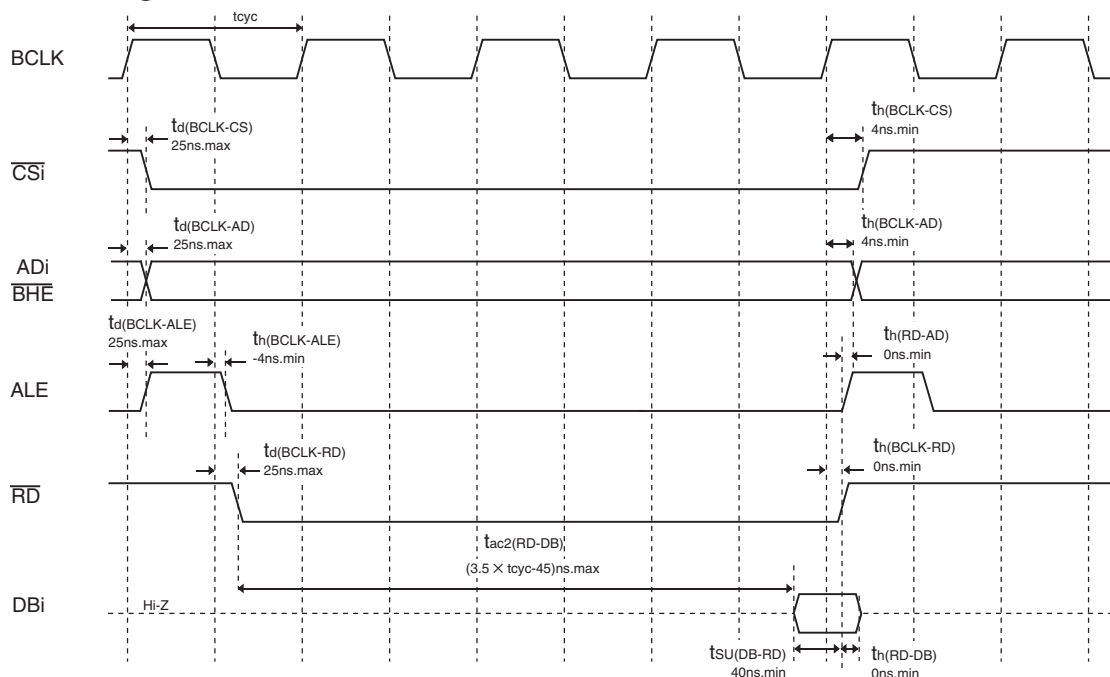 tcyc
BCLK
td(BCLK-CS)
25ns.max
th(BCLK-CS)
4ns.min
CSi
td(BCLK-AD)
25ns.max
th(BCLK-AD)
4ns.min
ADi
BHE
td(BCLK-ALE)
25ns.max
th(BCLK-ALE)
-4ns.min
th(RD-AD)
0ns.min
ALE
td(BCLK-RD)
25ns.max
th(BCLK-RD)
0ns.min
RD
tac2(RD-DB)
(3.5 × tcyc-45)ns.max
DBi
Hi-Z
tSU(DB-RD)
40ns.min
th(RD-DB)
0ns.min